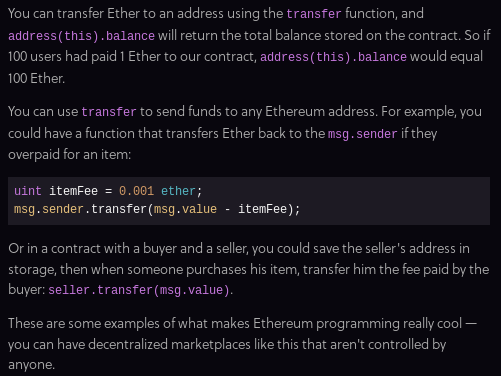 You can transfer Ether to an address using the transfer function, and
address(this).balance will return the total balance stored on the contract. So if
100 users had paid 1 Ether to our contract, address(this).balance would equal
100 Ether.
You can use transfer to send funds to any Ethereum address. For example, you
could have a function that transfers Ether back to the msg.sender if they
overpaid for an item:
uint itemFee = 0.001 ether;
msg.sender.transfer(msg.value - itemFee);
Or in a contract with a buyer and a seller, you could save the seller's address in
storage, then when someone purchases his item, transfer him the fee paid by the
buyer: seller.transfer(msg.value).
These are some examples of what makes Ethereum programming really cool —
you can have decentralized marketplaces like this that aren't controlled by
anyone.